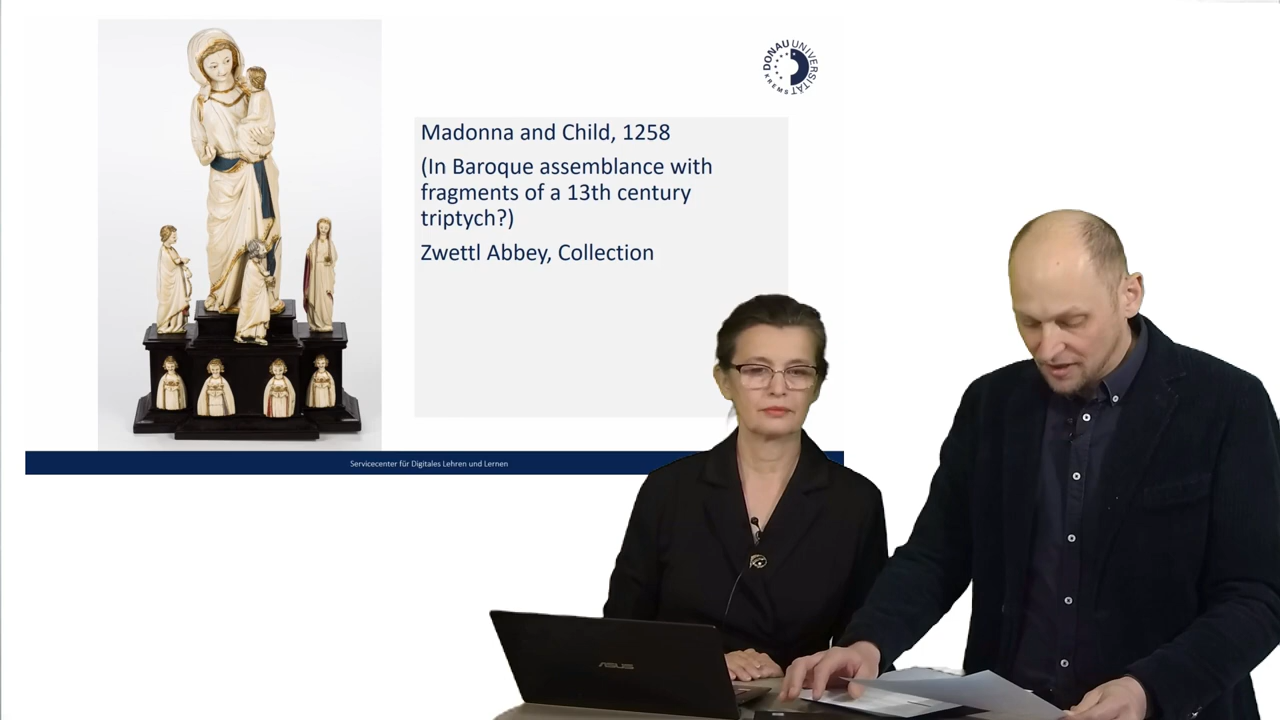 DONAU UNIVERSITÄT
KREMS
Madonna and Child, 1258
(In Baroque assemblance with
fragments of a 13th century
triptych?)
Zwettl Abbey, Collection
Servicecenter für Digitales Lehren und Lernen
ASUS